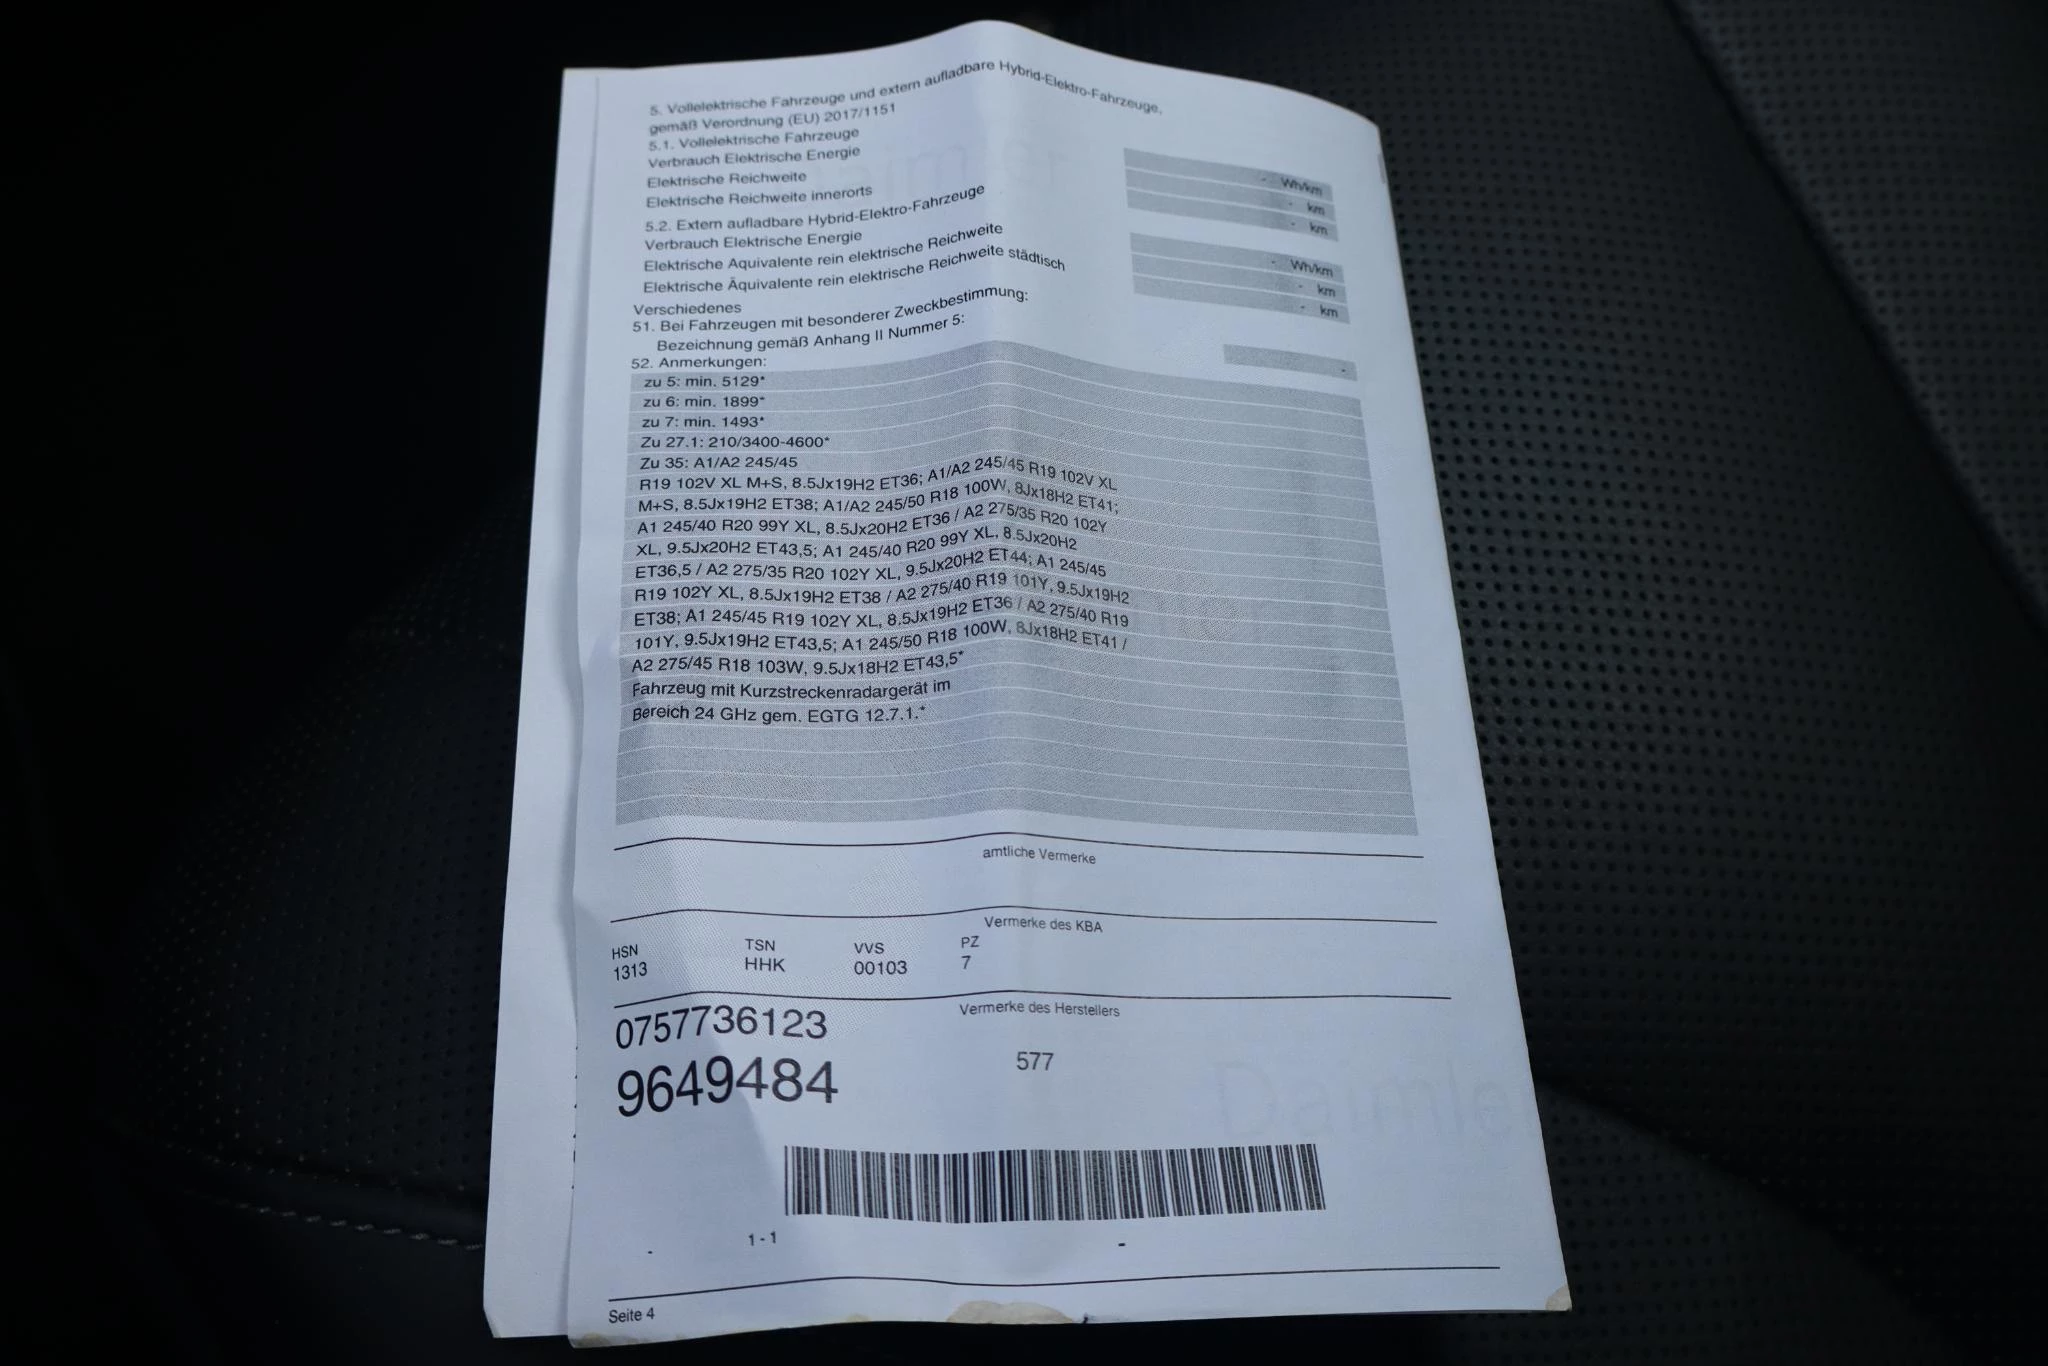 5. Vollelektrische Fahrzeuge und extern aufladbare Hybrid-Elektro-Fahrzeuge,
gemäß Verordnung (EU) 2017/1151
5.1. Vollelektrische Fahrzeuge
Verbrauch Elektrische Energie - Wh/km
Elektrische Reichweite - km
Elektrische Reichweite innerorts - km
5.2. Extern aufladbare Hybrid-Elektro-Fahrzeuge
Verbrauch Elektrische Energie - Wh/km
Elektrische Äquivalente rein elektrische Reichweite - km
Elektrische Äquivalente rein elektrische Reichweite städtisch - km
Verschiedenes
51. Bei Fahrzeugen mit besonderer Zweckbestimmung:
Bezeichnung gemäß Anhang II Nummer 5: -
52. Anmerkungen:
zu 5: min. 5129*
zu 6: min. 1899*
zu 7: min. 1493*
Zu 27.1: 210/3400-4600*
Zu 35: A1/A2 245/45
R19 102V XL M+S, 8.5Jx19H2 ET36; A1/A2 245/45 R19 102V XL
M+S, 8.5Jx19H2 ET38; A1/A2 245/50 R18 100W, 8Jx18H2 ET41;
A1 245/40 R20 99Y XL, 8.5Jx20H2 ET36 / A2 275/35 R20 102Y
XL, 9.5Jx20H2 ET43,5; A1 245/40 R20 99Y XL, 8.5Jx20H2
ET36,5 / A2 275/35 R20 102Y XL, 9.5Jx20H2 ET44; A1 245/45
R19 102Y XL, 8.5Jx19H2 ET38 / A2 275/40 R19 101Y, 9.5Jx19H2
ET38; A1 245/45 R19 102Y XL, 8.5Jx19H2 ET36 / A2 275/40 R19
101Y, 9.5Jx19H2 ET43,5; A1 245/50 R18 100W, 8Jx18H2 ET41 /
A2 275/45 R18 103W, 9.5Jx18H2 ET43,5*
Fahrzeug mit Kurzstreckenradargerät im
Bereich 24 GHz gem. EGTG 12.7.1.*
amtliche Vermerke
Vermerke des KBA
HSN TSN VVS PZ
1313 HHK 00103 7
Vermerke des Herstellers
0757736123
577
9649484
Daimle
- 1 - 1 -
Seite 4